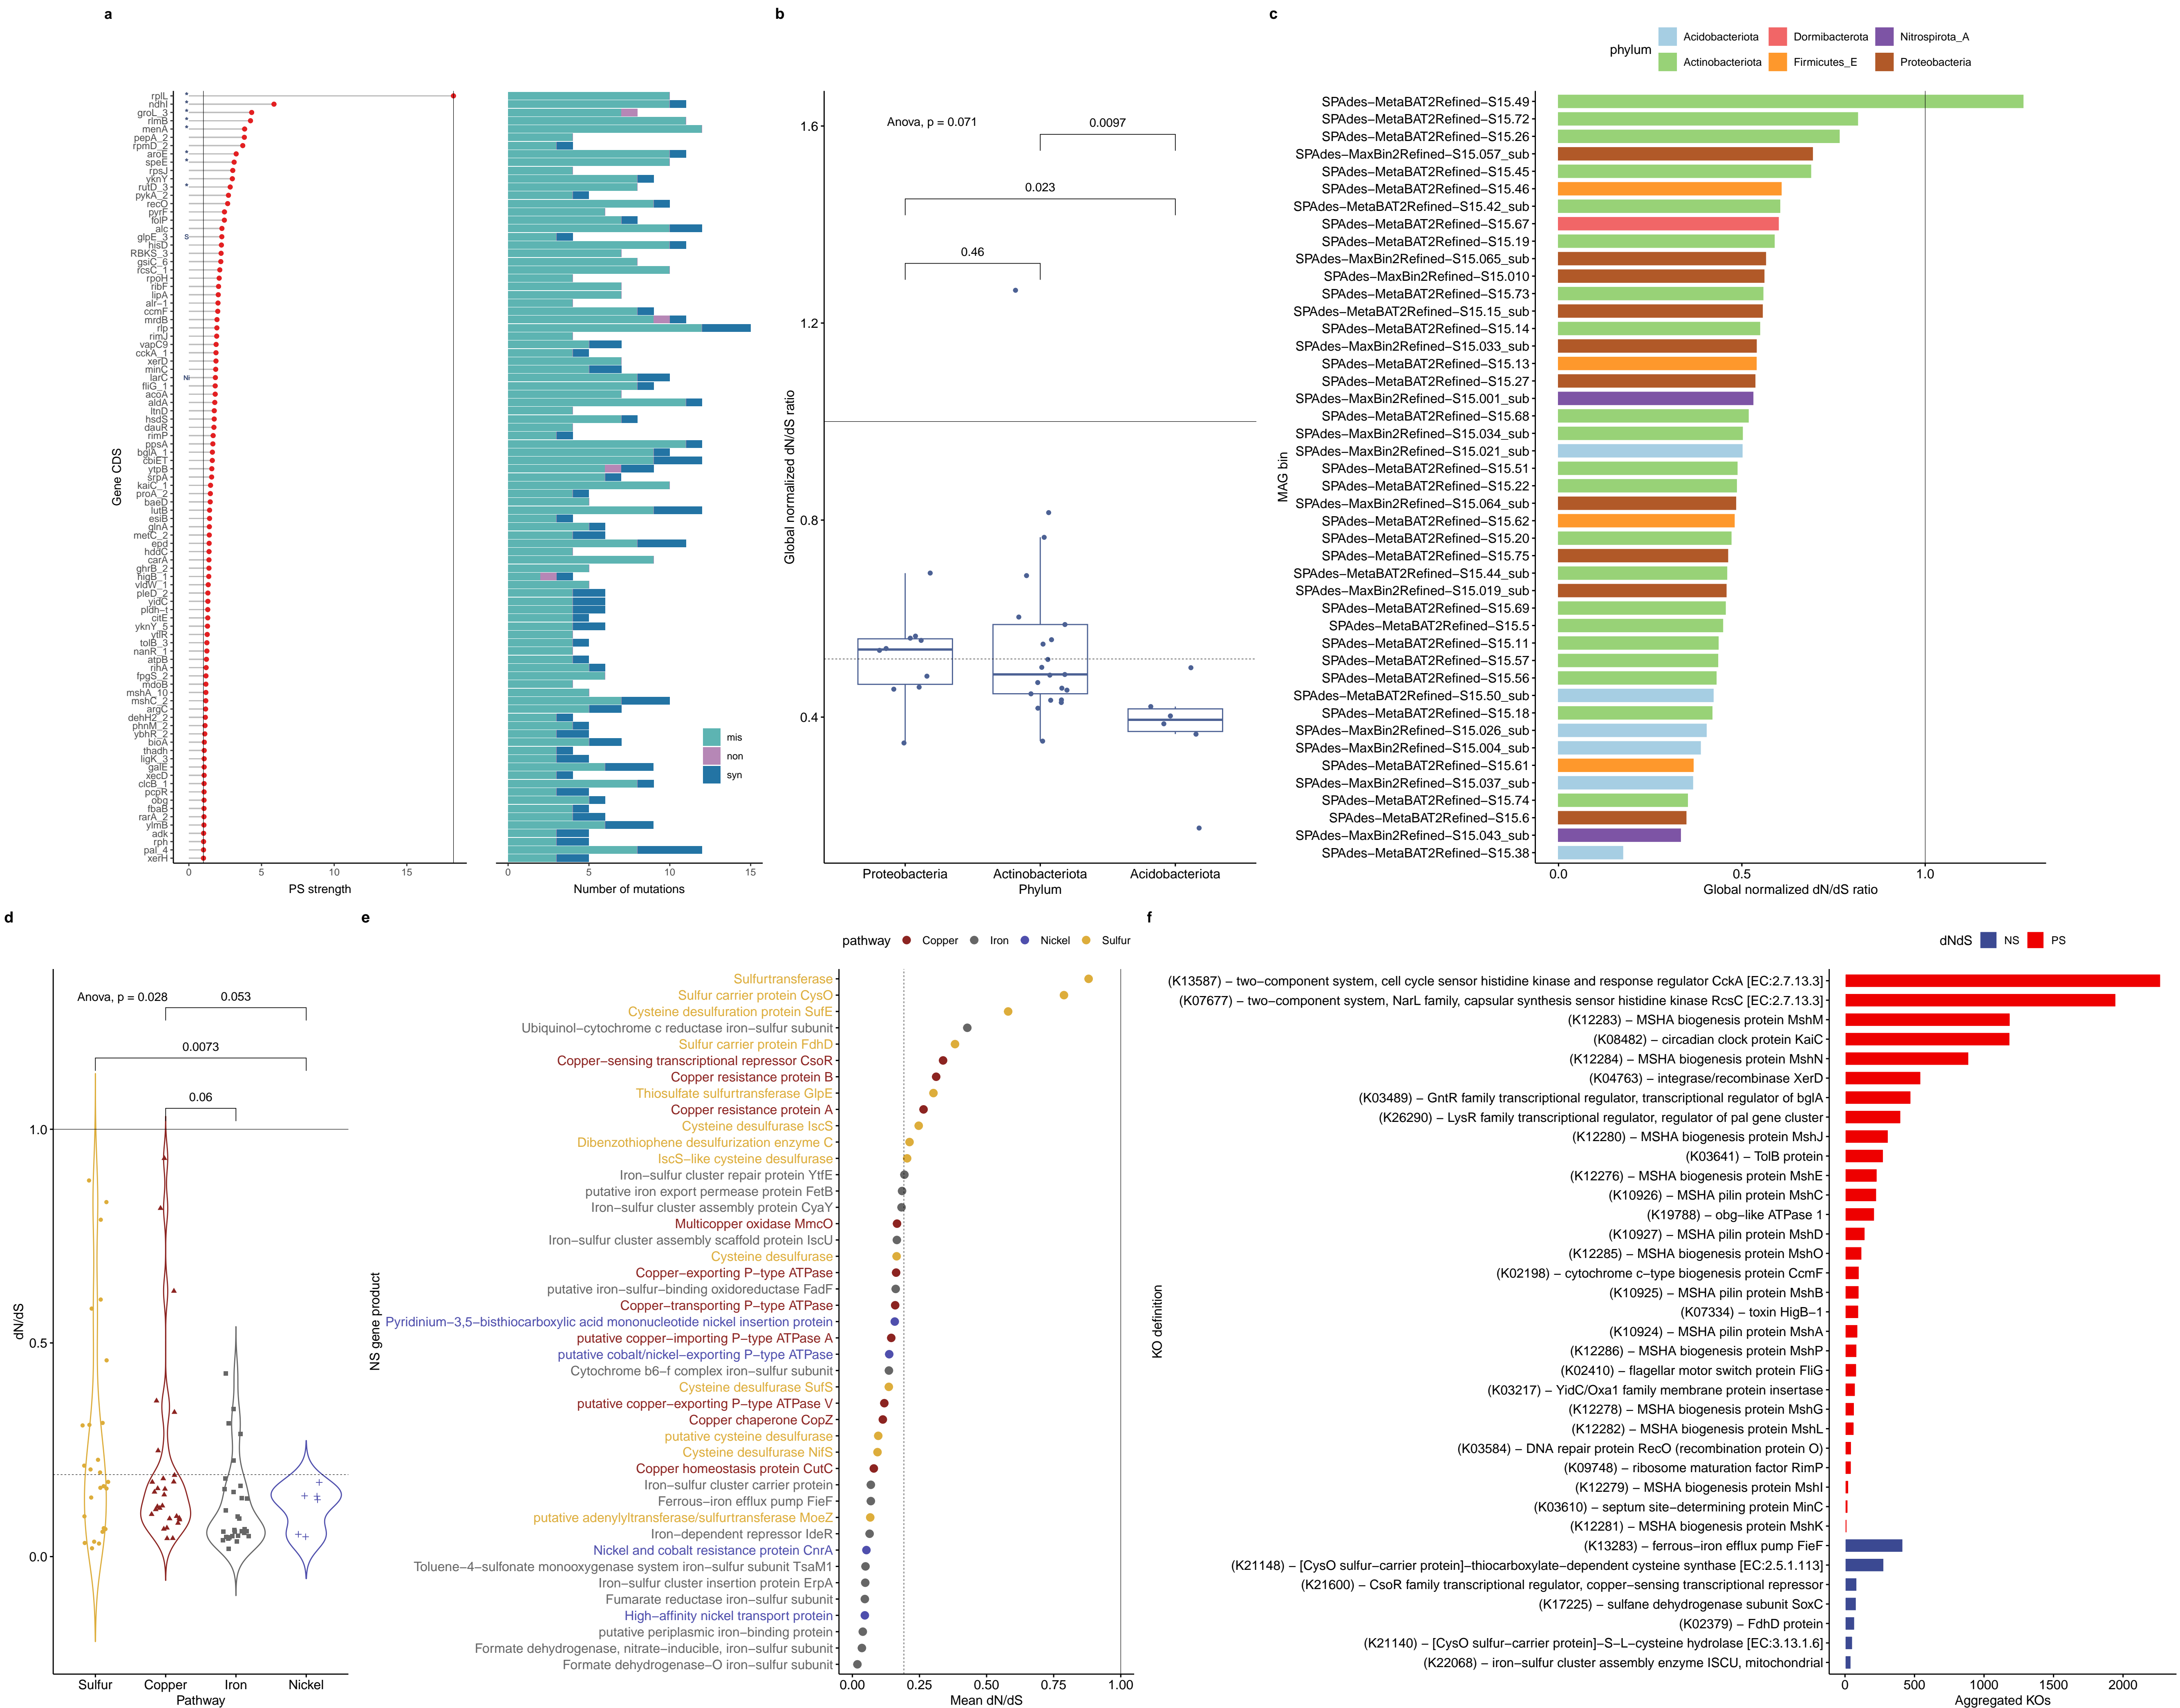 a
rplL
ndhI
groL_3
rlmB
menA
pepA_2
rpmD_2
aroE
speE
rpsJ
yknY
rutD_3
pykA_2
recO
pyrF
folP
alc
glpE_3
hisD
RBKS_3
gsiC_6
rcsC_1
rpoH
ribF
lipA
alr−1
ccmF
mrdB
rlp
rimJ
vapC9
cckA_1
xerD
minC
larC
fliG_1
acoA
aldA
ltnD
hsdS
dauR
rimP
ppsA
bglA_1
cbiET
ytpB
srpA
kaiC_1
proA_2
baeD
lutB
esiB
glnA
metC_2
epd
hddC
carA
ghrB_2
higB_1
vldW_1
pleD_2
yidC
pldh−t
citE
yknY_5
ytlR
tolB_3
nanR_1
atpB
rihA
fpgS_2
mdoB
mshA_10
mshC_2
argC
dehH2_2
phnM_2
ybhR_2
bioA
thadh
ligK_3
galE
xecD
clcB_1
pcpR
obg
fbaB
rarA_2
ylmB
adk
rph
pal_4
xerH
* * * * * * * *
S
Ni
Gene CDS
0 5 10 15
PS strength
mis
non
syn
0 5 10 15
Number of mutations
b
Anova, p = 0.071
0.0097
0.023
0.46
1.6
1.2
0.8
0.4
Global normalized dN/dS ratio
Proteobacteria Actinobacteriota Acidobacteriota
Phylum
c
phylum
Acidobacteriota Dormibacterota Nitrospirota_A
Actinobacteriota Firmicutes_E Proteobacteria
SPAdes−MetaBAT2Refined−S15.49
SPAdes−MetaBAT2Refined−S15.72
SPAdes−MetaBAT2Refined−S15.26
SPAdes−MaxBin2Refined−S15.057_sub
SPAdes−MetaBAT2Refined−S15.45
SPAdes−MetaBAT2Refined−S15.46
SPAdes−MetaBAT2Refined−S15.42_sub
SPAdes−MetaBAT2Refined−S15.67
SPAdes−MetaBAT2Refined−S15.19
SPAdes−MaxBin2Refined−S15.065_sub
SPAdes−MaxBin2Refined−S15.010
SPAdes−MetaBAT2Refined−S15.73
SPAdes−MetaBAT2Refined−S15.15_sub
SPAdes−MetaBAT2Refined−S15.14
SPAdes−MaxBin2Refined−S15.033_sub
SPAdes−MetaBAT2Refined−S15.13
SPAdes−MetaBAT2Refined−S15.27
SPAdes−MaxBin2Refined−S15.001_sub
SPAdes−MetaBAT2Refined−S15.68
SPAdes−MaxBin2Refined−S15.034_sub
SPAdes−MaxBin2Refined−S15.021_sub
SPAdes−MetaBAT2Refined−S15.51
SPAdes−MetaBAT2Refined−S15.22
SPAdes−MaxBin2Refined−S15.064_sub
SPAdes−MetaBAT2Refined−S15.62
SPAdes−MetaBAT2Refined−S15.20
SPAdes−MetaBAT2Refined−S15.75
SPAdes−MetaBAT2Refined−S15.44_sub
SPAdes−MaxBin2Refined−S15.019_sub
SPAdes−MetaBAT2Refined−S15.69
SPAdes−MetaBAT2Refined−S15.5
SPAdes−MetaBAT2Refined−S15.11
SPAdes−MetaBAT2Refined−S15.57
SPAdes−MetaBAT2Refined−S15.56
SPAdes−MetaBAT2Refined−S15.50_sub
SPAdes−MetaBAT2Refined−S15.18
SPAdes−MaxBin2Refined−S15.026_sub
SPAdes−MaxBin2Refined−S15.004_sub
SPAdes−MetaBAT2Refined−S15.61
SPAdes−MaxBin2Refined−S15.037_sub
SPAdes−MetaBAT2Refined−S15.74
SPAdes−MetaBAT2Refined−S15.6
SPAdes−MaxBin2Refined−S15.043_sub
SPAdes−MetaBAT2Refined−S15.38
MAG bin
0.0 0.5 1.0
Global normalized dN/dS ratio
d
Anova, p = 0.028
0.053
0.0073
0.06
1.0
0.5
0.0
dN/dS
Sulfur Copper Iron Nickel
Pathway
e
pathway Copper Iron Nickel Sulfur
Sulfurtransferase
Sulfur carrier protein CysO
Cysteine desulfuration protein SufE
Ubiquinol−cytochrome c reductase iron−sulfur subunit
Sulfur carrier protein FdhD
Copper−sensing transcriptional repressor CsoR
Copper resistance protein B
Thiosulfate sulfurtransferase GlpE
Copper resistance protein A
Cysteine desulfurase IscS
Dibenzothiophene desulfurization enzyme C
IscS−like cysteine desulfurase
Iron−sulfur cluster repair protein YtfE
putative iron export permease protein FetB
Iron−sulfur cluster assembly protein CyaY
Multicopper oxidase MmcO
Iron−sulfur cluster assembly scaffold protein IscU
Cysteine desulfurase
Copper−exporting P−type ATPase
putative iron−sulfur−binding oxidoreductase FadF
Copper−transporting P−type ATPase
Pyridinium−3,5−bisthiocarboxylic acid mononucleotide nickel insertion protein
putative copper−importing P−type ATPase A
putative cobalt/nickel−exporting P−type ATPase
Cytochrome b6−f complex iron−sulfur subunit
Cysteine desulfurase SufS
putative copper−exporting P−type ATPase V
Copper chaperone CopZ
putative cysteine desulfurase
Cysteine desulfurase NifS
Copper homeostasis protein CutC
Iron−sulfur cluster carrier protein
Ferrous−iron efflux pump FieF
putative adenylyltransferase/sulfurtransferase MoeZ
Iron−dependent repressor IdeR
Nickel and cobalt resistance protein CnrA
Toluene−4−sulfonate monooxygenase system iron−sulfur subunit TsaM1
Iron−sulfur cluster insertion protein ErpA
Fumarate reductase iron−sulfur subunit
High−affinity nickel transport protein
putative periplasmic iron−binding protein
Formate dehydrogenase, nitrate−inducible, iron−sulfur subunit
Formate dehydrogenase−O iron−sulfur subunit
NS gene product
0.00 0.25 0.50 0.75 1.00
Mean dN/dS
f
dNdS NS PS
(K13587) − two−component system, cell cycle sensor histidine kinase and response regulator CckA [EC:2.7.13.3]
(K07677) − two−component system, NarL family, capsular synthesis sensor histidine kinase RcsC [EC:2.7.13.3]
(K12283) − MSHA biogenesis protein MshM
(K08482) − circadian clock protein KaiC
(K12284) − MSHA biogenesis protein MshN
(K04763) − integrase/recombinase XerD
(K03489) − GntR family transcriptional regulator, transcriptional regulator of bglA
(K26290) − LysR family transcriptional regulator, regulator of pal gene cluster
(K12280) − MSHA biogenesis protein MshJ
(K03641) − TolB protein
(K12276) − MSHA biogenesis protein MshE
(K10926) − MSHA pilin protein MshC
(K19788) − obg−like ATPase 1
(K10927) − MSHA pilin protein MshD
(K12285) − MSHA biogenesis protein MshO
(K02198) − cytochrome c−type biogenesis protein CcmF
(K10925) − MSHA pilin protein MshB
(K07334) − toxin HigB−1
(K10924) − MSHA pilin protein MshA
(K12286) − MSHA biogenesis protein MshP
(K02410) − flagellar motor switch protein FliG
(K03217) − YidC/Oxa1 family membrane protein insertase
(K12278) − MSHA biogenesis protein MshG
(K12282) − MSHA biogenesis protein MshL
(K03584) − DNA repair protein RecO (recombination protein O)
(K09748) − ribosome maturation factor RimP
(K12279) − MSHA biogenesis protein MshI
(K03610) − septum site−determining protein MinC
(K12281) − MSHA biogenesis protein MshK
(K13283) − ferrous−iron efflux pump FieF
(K21148) − [CysO sulfur−carrier protein]−thiocarboxylate−dependent cysteine synthase [EC:2.5.1.113]
(K21600) − CsoR family transcriptional regulator, copper−sensing transcriptional repressor
(K17225) − sulfane dehydrogenase subunit SoxC
(K02379) − FdhD protein
(K21140) − [CysO sulfur−carrier protein]−S−L−cysteine hydrolase [EC:3.13.1.6]
(K22068) − iron−sulfur cluster assembly enzyme ISCU, mitochondrial
KO definition
0 500 1000 1500 2000
Aggregated KOs